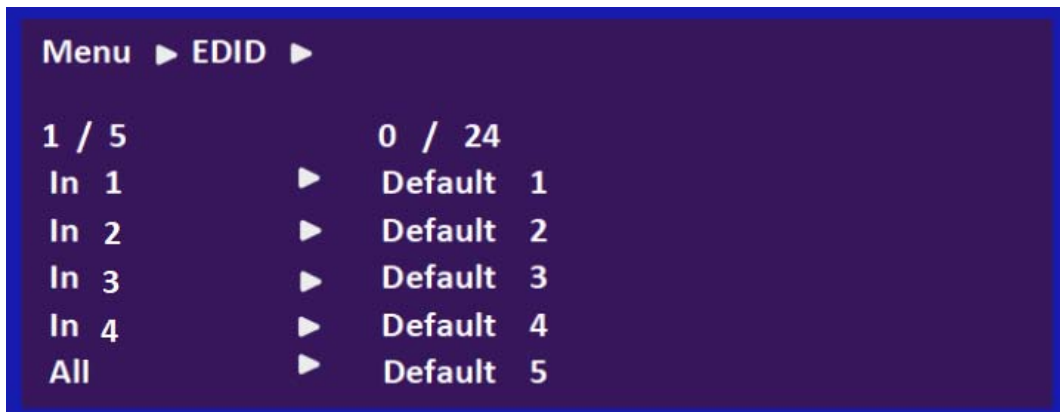 Menu ▶ EDID ▶
1 / 5 0 / 24
In 1 ▶ Default 1
In 2 ▶ Default 2
In 3 ▶ Default 3
In 4 ▶ Default 4
All ▶ Default 5